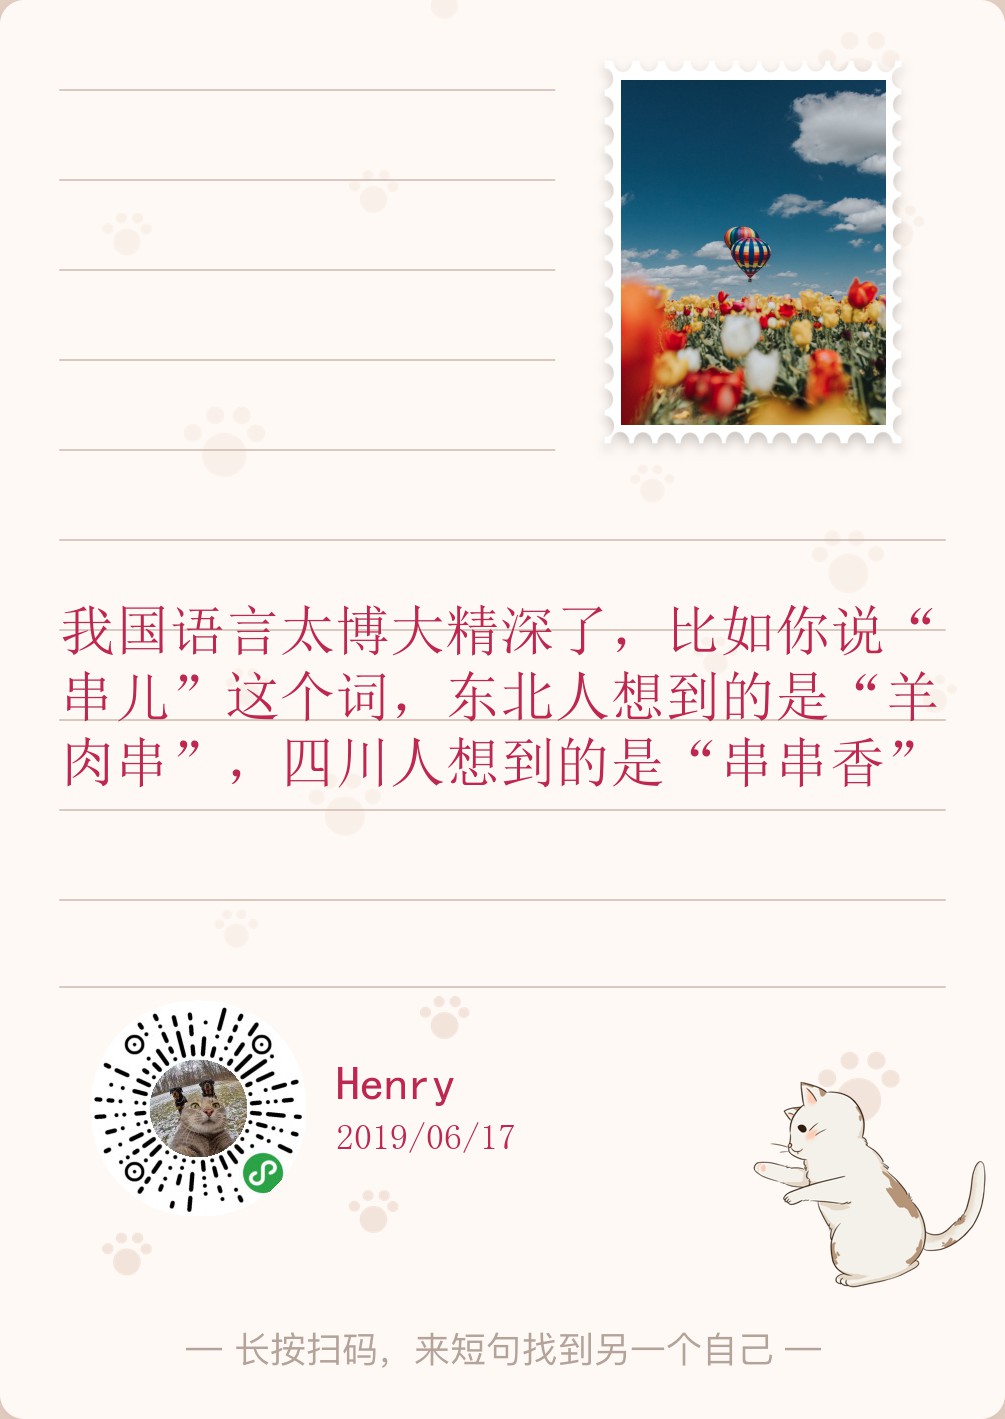 我国语言太博大精深了，比如你说“
串儿”这个词，东北人想到的是“羊
肉串”，四川人想到的是“串串香”
Henry
2019/06/17
— 长按扫码，来短句找到另一个自己 —